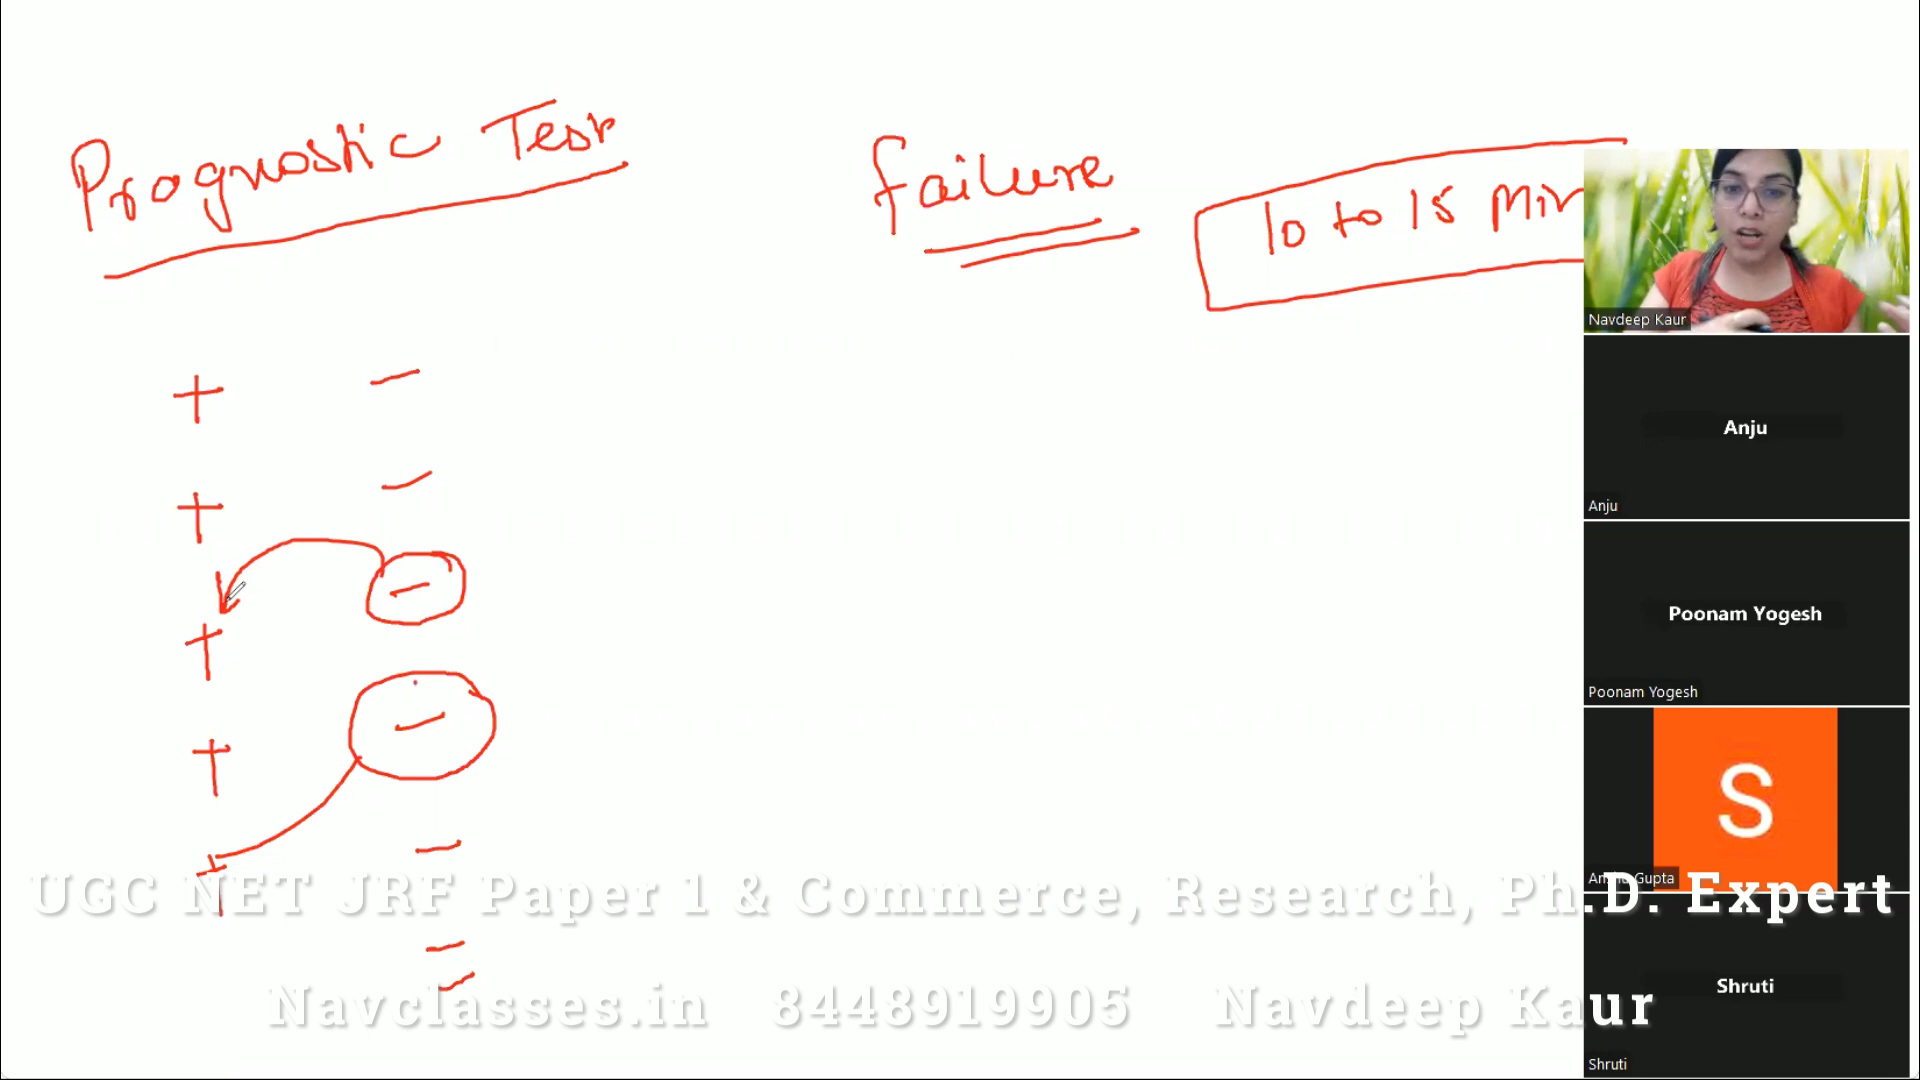 Prognostic Test
failure
10 to 15 Min
+ -
+ -
+ -
+ -
+ -
-
-
Navdeep Kaur
Anju
Anju
Poonam Yogesh
Poonam Yogesh
S
Gupta
Shruti
Shruti
UGC NET JRF Paper 1 & Commerce, Research, Ph.D. Expert
Navclasses.in 8448919905 Navdeep Kaur